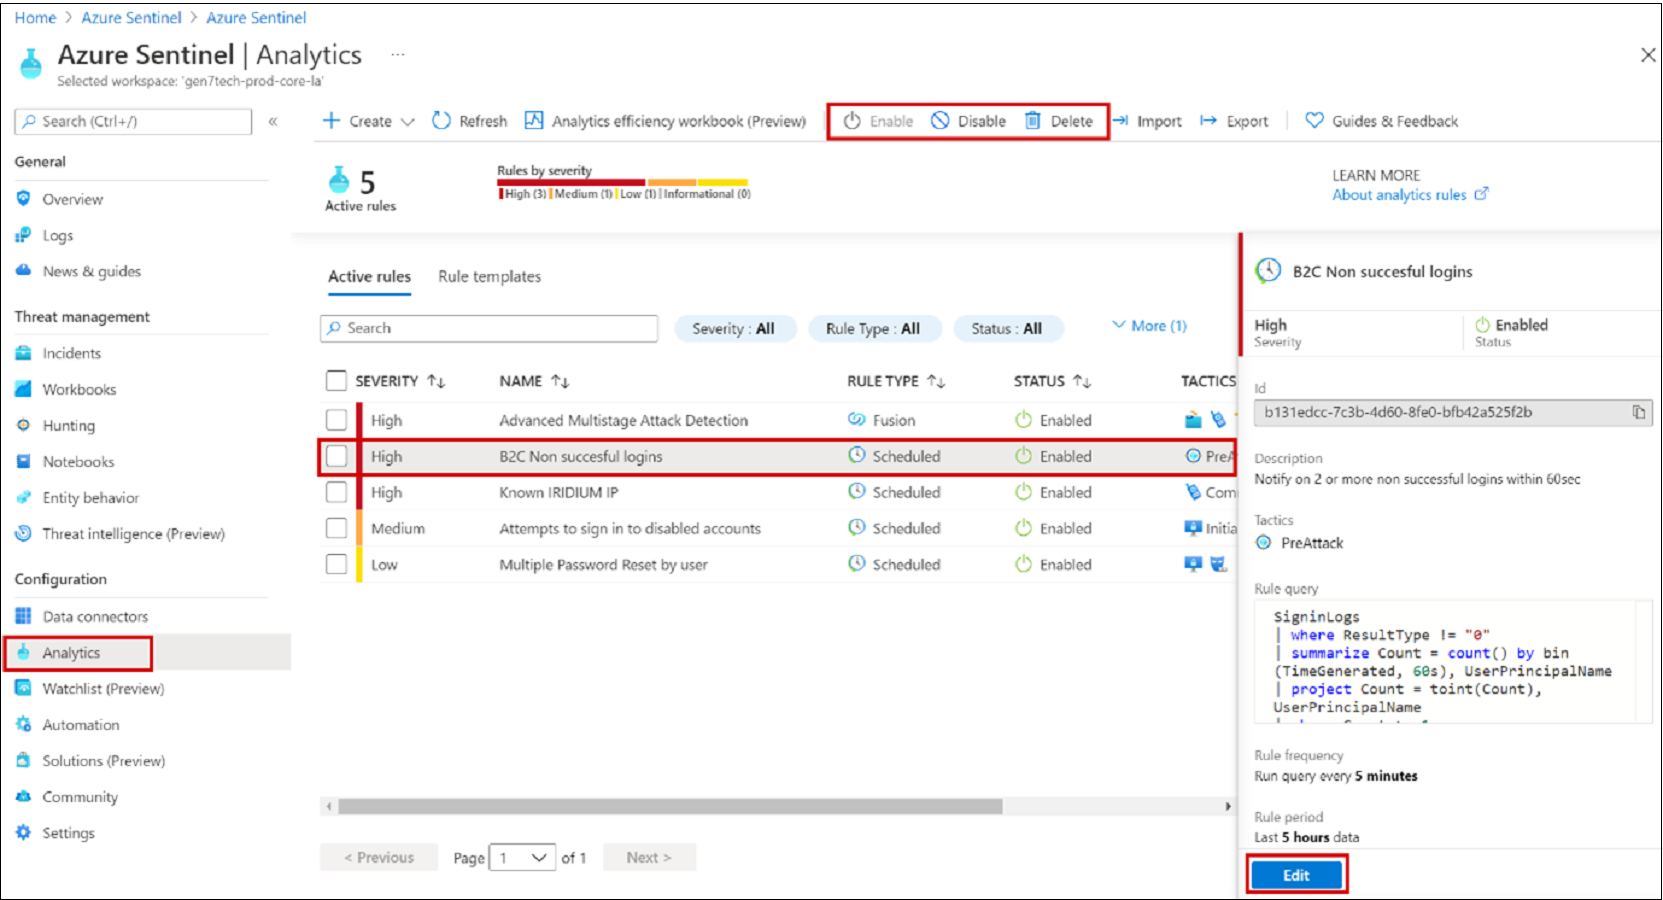 Home > Azure Sentinel > Azure Sentinel
Azure Sentinel | Analytics ...
Selected workspace: 'gen7tech-prod-core-la'
Search (Ctrl+/)
«
General
Overview
Logs
News & guides
Threat management
Incidents
Workbooks
Hunting
Notebooks
Entity behavior
Threat intelligence (Preview)
Configuration
Data connectors
Analytics
Watchlist (Preview)
Automation
Solutions (Preview)
Community
Settings
Create Refresh Analytics efficiency workbook (Preview) Enable Disable Delete Import Export Guides & Feedback
5
Active rules
Rules by severity
High (3) Medium (1) Low (1) Informational (0)
LEARN MORE
About analytics rules
Active rules Rule templates
Search Severity : All Rule Type : All Status : All More (1)
SEVERITY NAME RULE TYPE STATUS TACTICS
High Advanced Multistage Attack Detection Fusion Enabled
High B2C Non succesful logins Scheduled Enabled PreA
High Known IRIDIUM IP Scheduled Enabled Com
Medium Attempts to sign in to disabled accounts Scheduled Enabled Initia
Low Multiple Password Reset by user Scheduled Enabled
< Previous Page 1 of 1 Next >
B2C Non succesful logins
High Enabled
Severity Status
Id
b131edcc-7c3b-4d60-8fe0-bfb42a525f2b
Description
Notify on 2 or more non successful logins within 60sec
Tactics
PreAttack
Rule query
SigninLogs
| where ResultType != "0"
| summarize Count = count() by bin
(TimeGenerated, 60s), UserPrincipalName
| project Count = toint(Count),
UserPrincipalName
Rule frequency
Run query every 5 minutes
Rule period
Last 5 hours data
Edit